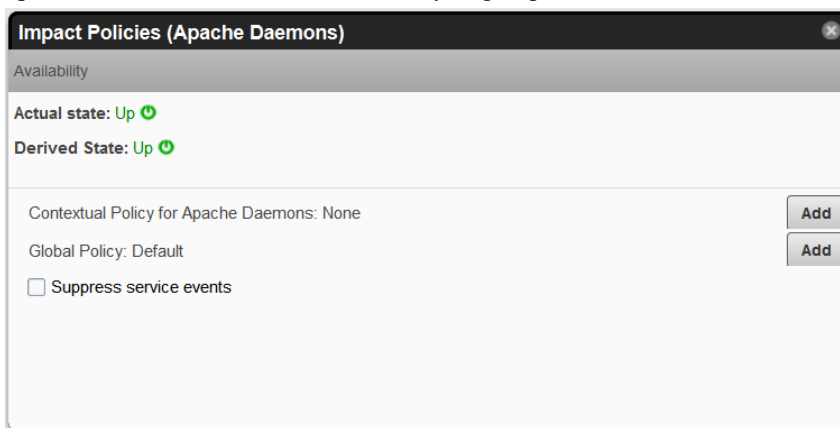 Impact Policies (Apache Daemons)
Availability
Actual state: Up
Derived State: Up
Contextual Policy for Apache Daemons: None Add
Global Policy: Default Add
Suppress service events